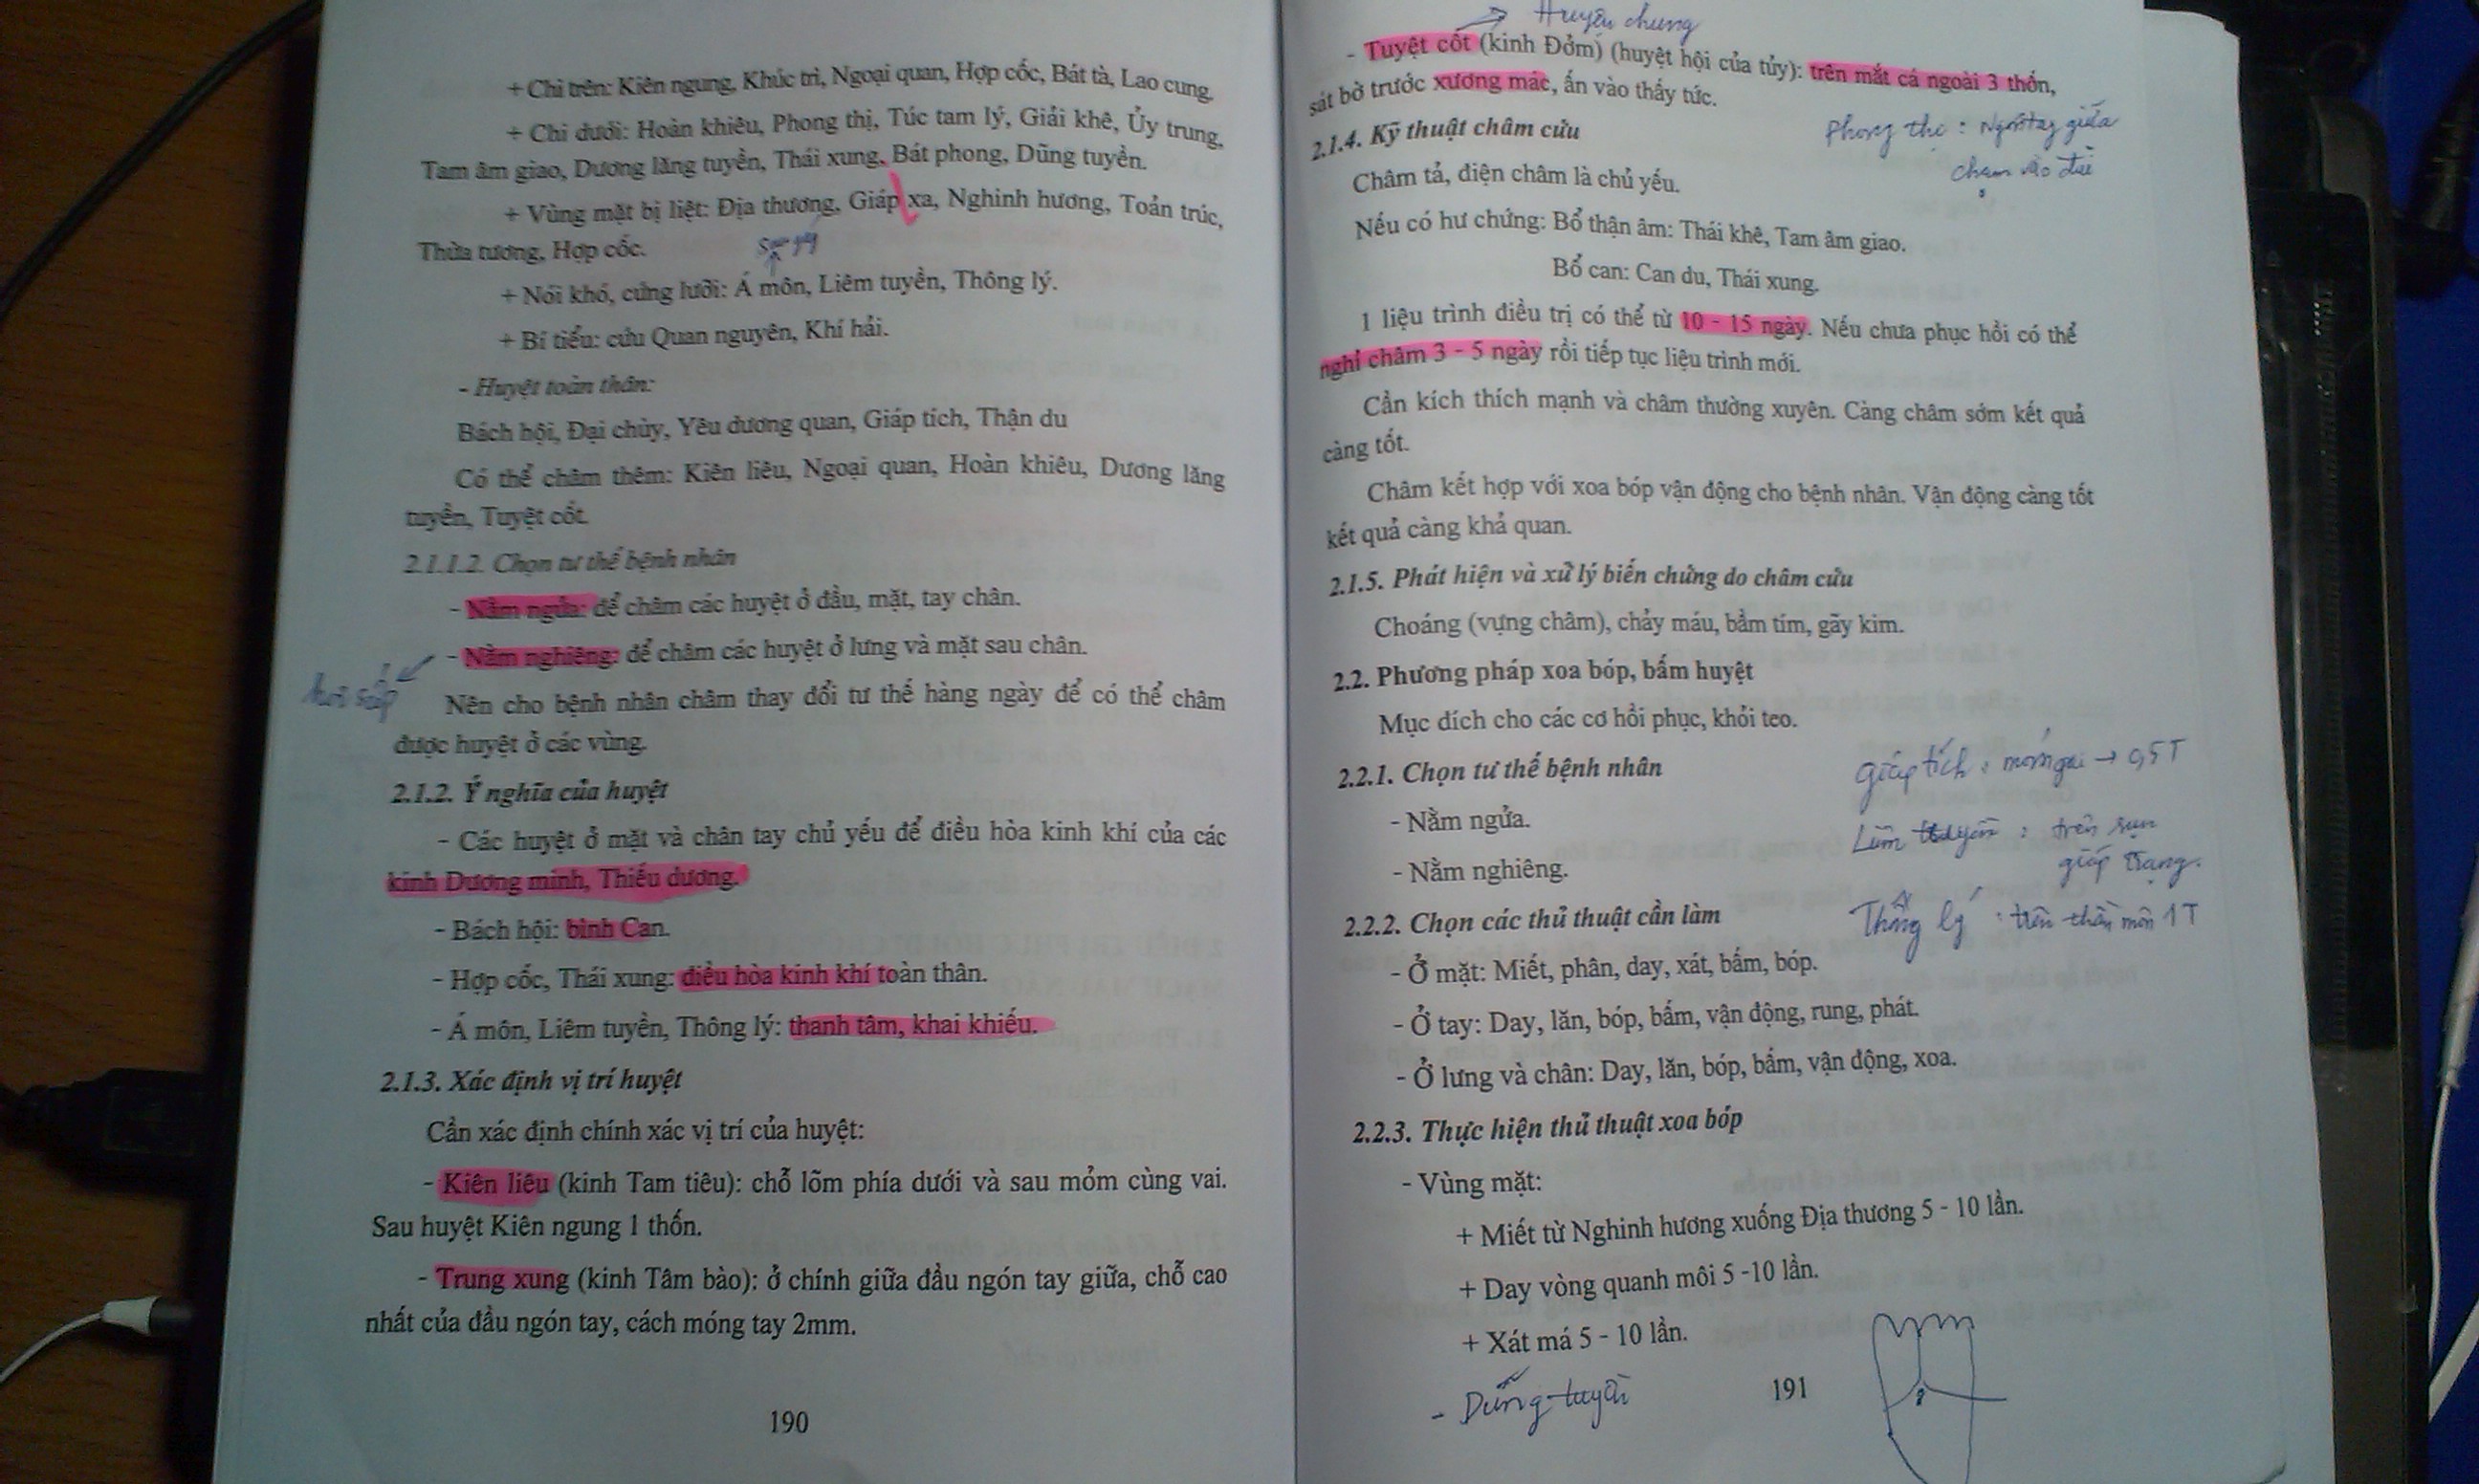 + Chi trên: Kiên ngung, Khúc trì, Ngoại quan, Hợp cốc, Bát tà, Lao cung.
+ Chi dưới: Hoàn khiêu, Phong thị, Túc tam lý, Giải khê, Ủy trung,
Tam âm giao, Dương lăng tuyền, Thái xung, Bát phong, Dũng tuyền.
+ Vùng mặt bị liệt: Địa thương, Giáp xa, Nghinh hương, Toản trúc,
Thừa tương, Hợp cốc.
+ Nói khó, cứng lưỡi: Á môn, Liêm tuyền, Thông lý.
+ Bí tiểu: cứu Quan nguyên, Khí hải.
- Huyệt toàn thân:
Bách hội, Đại chùy, Yêu dương quan, Giáp tích, Thận du
Có thể châm thêm: Kiên liêu, Ngoại quan, Hoàn khiêu, Dương lăng
tuyền, Tuyệt cốt.
2.1.1.2. Chọn tư thế bệnh nhân
- Nằm ngửa: để châm các huyệt ở đầu, mặt, tay chân.
- Nằm nghiêng: để châm các huyệt ở lưng và mặt sau chân.
Nên cho bệnh nhân châm thay đổi tư thế hàng ngày để có thể châm
được huyệt ở các vùng.
2.1.2. Ý nghĩa của huyệt
- Các huyệt ở mặt và chân tay chủ yếu để điều hòa kinh khí của các
kinh Dương minh, Thiếu dương.
- Bách hội: bình Can.
- Hợp cốc, Thái xung: điều hòa kinh khí toàn thân.
- Á môn, Liêm tuyền, Thông lý: thanh tâm, khai khiếu.
2.1.3. Xác định vị trí huyệt
Cần xác định chính xác vị trí của huyệt:
- Kiên liêu (kinh Tam tiêu): chỗ lõm phía dưới và sau mỏm cùng vai.
Sau huyệt Kiên ngung 1 thốn.
- Trung xung (kinh Tâm bào): ở chính giữa đầu ngón tay giữa, chỗ cao
nhất của đầu ngón tay, cách móng tay 2mm.
190
Huyền chung
- Tuyệt cốt (kinh Đởm) (huyệt hội của tủy): trên mắt cá ngoài 3 thốn,
sát bờ trước xương mác, ấn vào thấy tức.
Phong thị : Ngón tay giữa
chạm vào đùi
2.1.4. Kỹ thuật châm cứu
Châm tả, điện châm là chủ yếu.
Nếu có hư chứng: Bổ thận âm: Thái khê, Tam âm giao.
Bổ can: Can du, Thái xung.
1 liệu trình điều trị có thể từ 10 - 15 ngày. Nếu chưa phục hồi có thể
nghỉ châm 3 - 5 ngày rồi tiếp tục liệu trình mới.
Cần kích thích mạnh và châm thường xuyên. Càng châm sớm kết quả
càng tốt.
Châm kết hợp với xoa bóp vận động cho bệnh nhân. Vận động càng tốt
kết quả càng khả quan.
2.1.5. Phát hiện và xử lý biến chứng do châm cứu
Choáng (vựng châm), chảy máu, bầm tím, gãy kim.
2.2. Phương pháp xoa bóp, bấm huyệt
Mục đích cho các cơ hồi phục, khỏi teo.
2.2.1. Chọn tư thế bệnh nhân
Giáp tích : mỏm gai → 0,5T
- Nằm ngửa.
Liêm tuyền : trên sụn
giáp trạng.
- Nằm nghiêng.
2.2.2. Chọn các thủ thuật cần làm
Thông lý : trên thần môn 1T
- Ở mặt: Miết, phân, day, xát, bấm, bóp.
- Ở tay: Day, lăn, bóp, bấm, vận động, rung, phát.
- Ở lưng và chân: Day, lăn, bóp, bấm, vận động, xoa.
2.2.3. Thực hiện thủ thuật xoa bóp
- Vùng mặt:
+ Miết từ Nghinh hương xuống Địa thương 5 - 10 lần.
+ Day vòng quanh môi 5 -10 lần.
+ Xát má 5 - 10 lần.
- Dũng tuyền
191